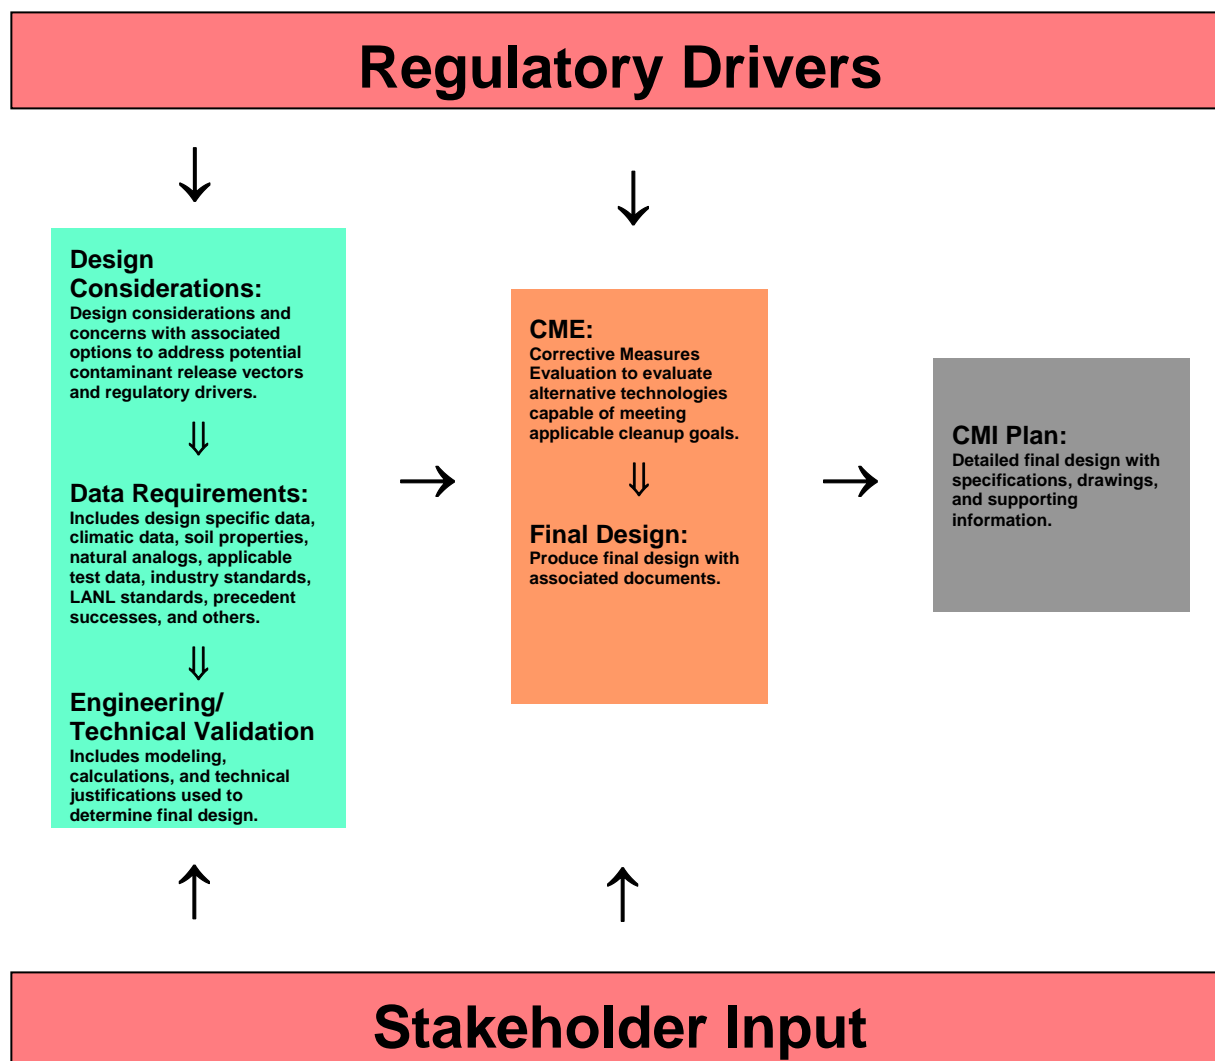 Regulatory Drivers
Design
Considerations:
Design considerations and
concerns with associated
options to address potential
contaminant release vectors
and regulatory drivers.
Data Requirements:
Includes design specific data,
climatic data, soil properties,
natural analogs, applicable
test data, industry standards,
LANL standards, precedent
successes, and others.
Engineering/
Technical Validation
Includes modeling,
calculations, and technical
justifications used to
determine final design.
CME:
Corrective Measures
Evaluation to evaluate
alternative technologies
capable of meeting
applicable cleanup goals.
Final Design:
Produce final design with
associated documents.
CMI Plan:
Detailed final design with
specifications, drawings,
and supporting
information.
Stakeholder Input